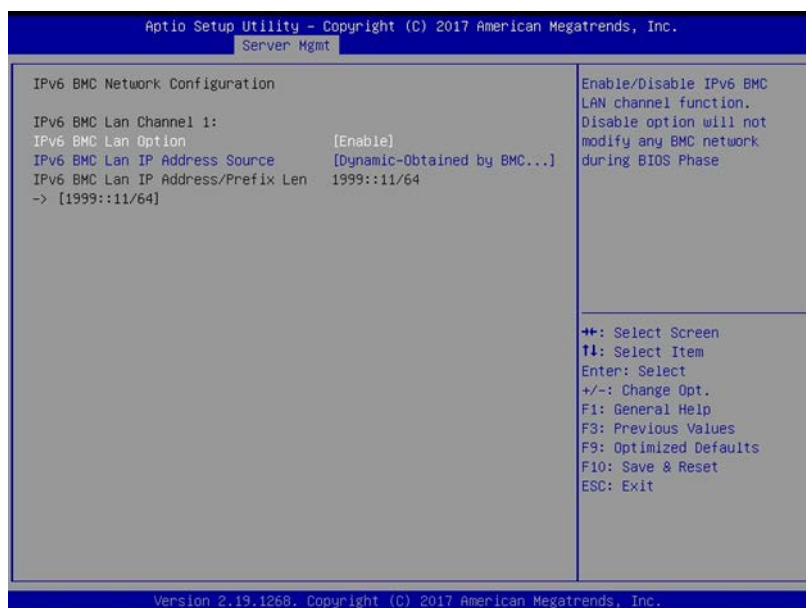 Aptio Setup Utility – Copyright (C) 2017 American Megatrends, Inc.
Server Mgmt
IPv6 BMC Network Configuration
IPv6 BMC Lan Channel 1:
IPv6 BMC Lan Option [Enable]
IPv6 BMC Lan IP Address Source [Dynamic-Obtained by BMC...]
IPv6 BMC Lan IP Address/Prefix Len 1999::11/64
-> [1999::11/64]
Enable/Disable IPv6 BMC
LAN channel function.
Disable option will not
modify any BMC network
during BIOS Phase
→←: Select Screen
↑↓: Select Item
Enter: Select
+/-: Change Opt.
F1: General Help
F3: Previous Values
F9: Optimized Defaults
F10: Save & Reset
ESC: Exit
Version 2.19.1268. Copyright (C) 2017 American Megatrends, Inc.